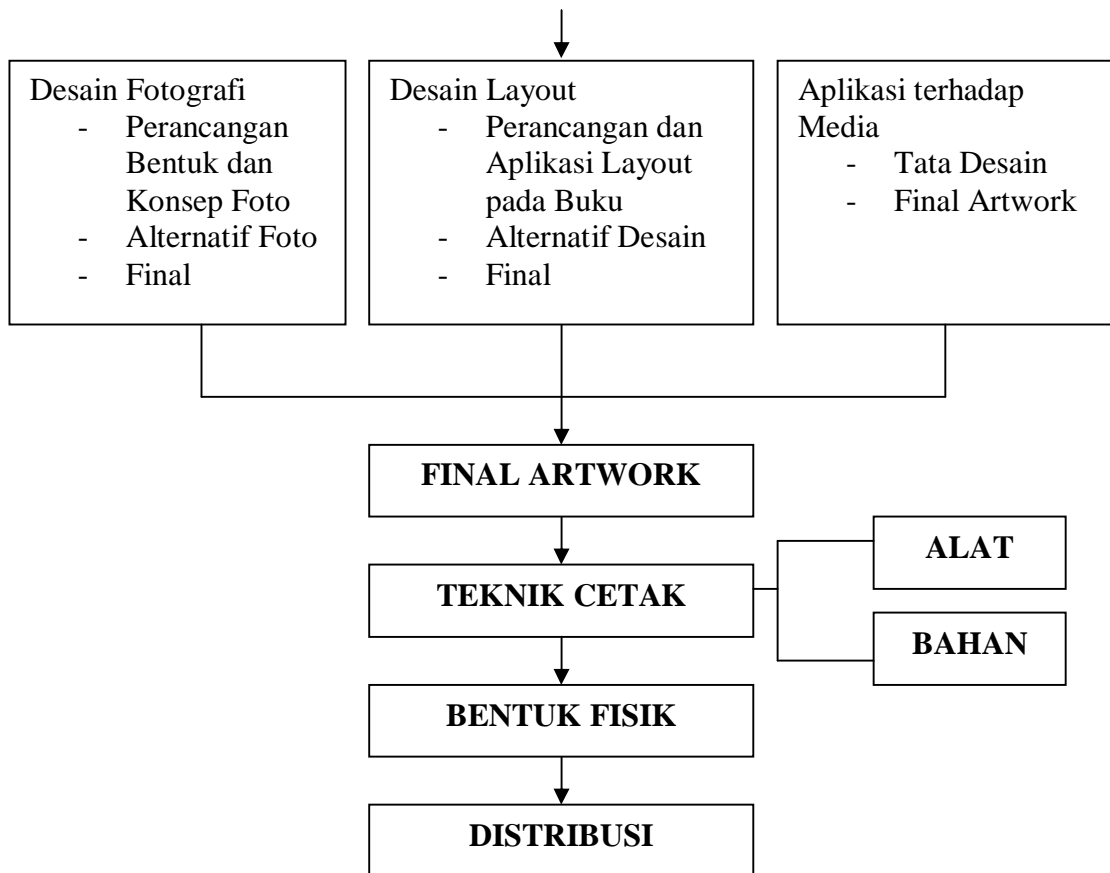 Desain Fotografi
- Perancangan
Bentuk dan
Konsep Foto
- Alternatif Foto
- Final
Desain Layout
- Perancangan dan
Aplikasi Layout
pada Buku
- Alternatif Desain
- Final
Aplikasi terhadap
Media
- Tata Desain
- Final Artwork
FINAL ARTWORK
TEKNIK CETAK
ALAT
BAHAN
BENTUK FISIK
DISTRIBUSI